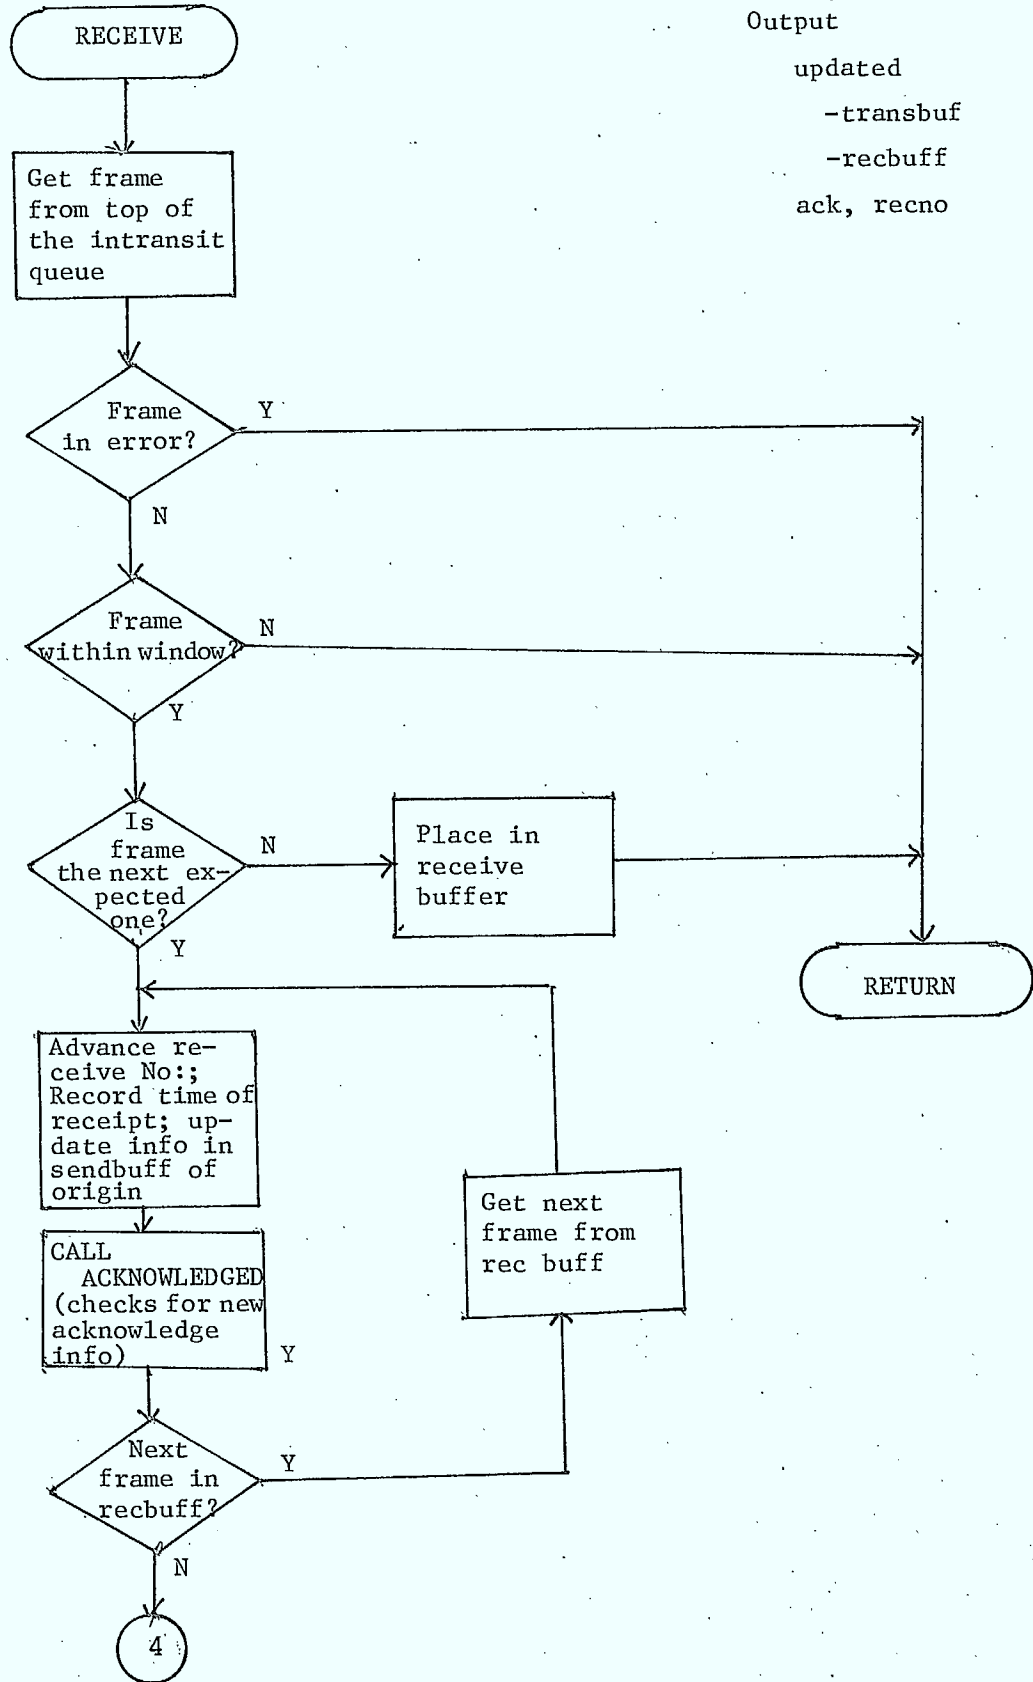 RECEIVE
Output
updated
-transbuf
-recbuff
ack, recno
Get frame
from top of
the intransit
queue
Frame
in error?
Y
N
Frame
within window?
N
Y
Is
frame
the next ex-
pected
one?
N
Y
Place in
receive
buffer
RETURN
Advance re-
ceive No:;
Record time of
receipt; up-
date info in
sendbuff of
origin
CALL
ACKNOWLEDGED
(checks for new
acknowledge
info)
Y
Get next
frame from
rec buff
Next
frame in
recbuff?
Y
N
4